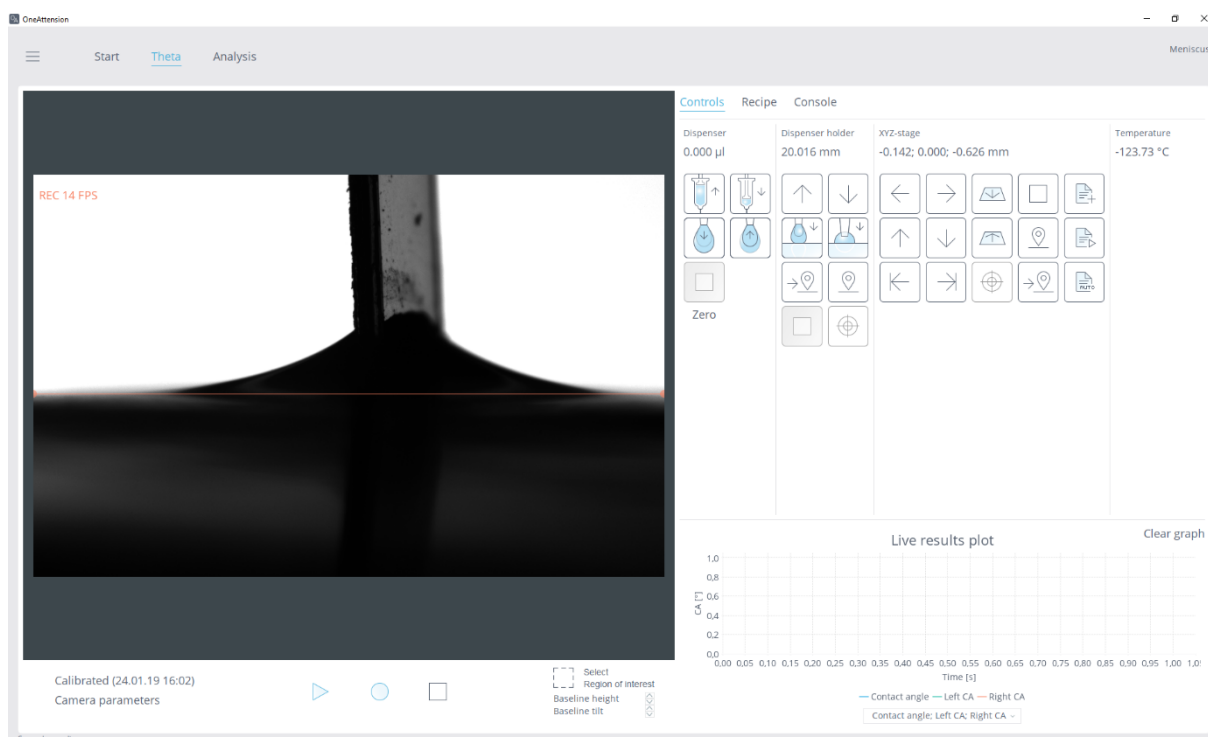 OneAttension
Start Theta Analysis
Meniscus
REC 14 FPS
Controls Recipe Console
Dispenser
0.000 µl
Dispenser holder
20.016 mm
XYZ-stage
-0.142; 0.000; -0.626 mm
Temperature
-123.73 °C
AUTO
Zero
Live results plot
Clear graph
CA [°]
1,0
0,8
0,6
0,4
0,2
0,0
0,00 0,05 0,10 0,15 0,20 0,25 0,30 0,35 0,40 0,45 0,50 0,55 0,60 0,65 0,70 0,75 0,80 0,85 0,90 0,95 1,00
Time [s]
Contact angle Left CA Right CA
Contact angle; Left CA; Right CA
Calibrated (24.01.19 16:02)
Camera parameters
Select
Region of interest
Baseline height
Baseline tilt